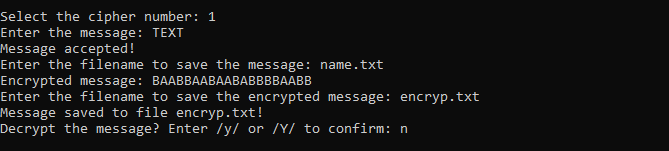 Select the cipher number: 1
Enter the message: TEXT
Message accepted!
Enter the filename to save the message: name.txt
Encrypted message: BAABBAABAABABBBBAABB
Enter the filename to save the encrypted message: encryp.txt
Message saved to file encryp.txt!
Decrypt the message? Enter /y/ or /Y/ to confirm: n